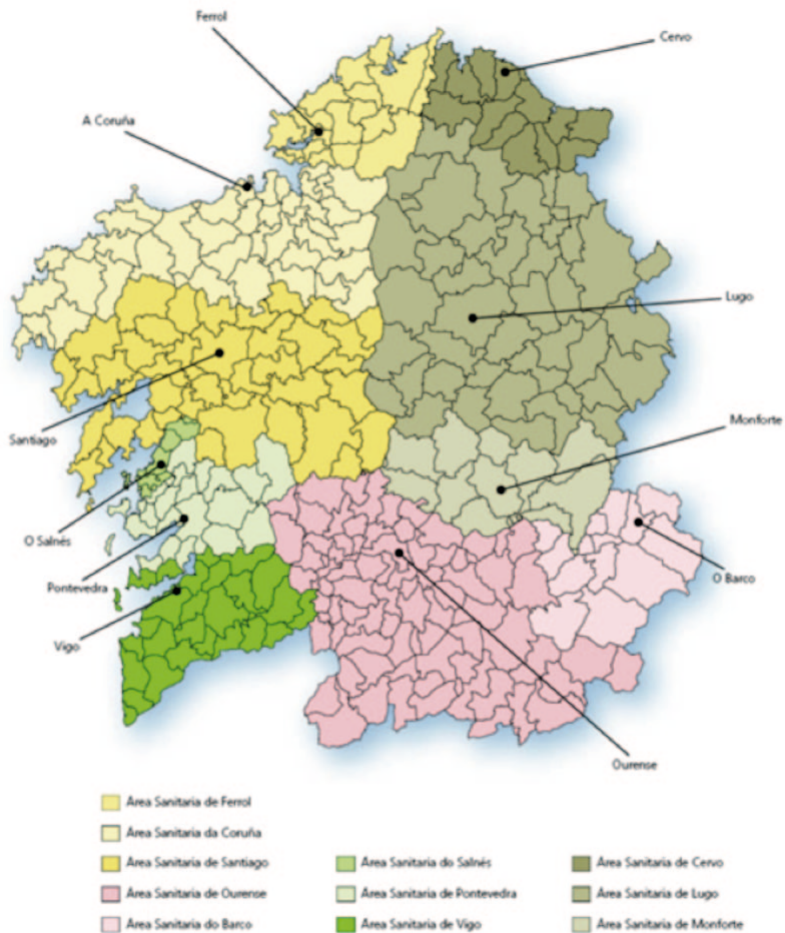 Ferrol
Cervo
A Coruña
Lugo
Monforte
Santiago
O Salnés
O Barco
Pontevedra
Vigo
Ourense
Área Sanitaria de Ferrol
Área Sanitaria da Coruña
Área Sanitaria de Santiago
Área Sanitaria do Salnés
Área Sanitaria de Cervo
Área Sanitaria de Ourense
Área Sanitaria de Pontevedra
Área Sanitaria de Lugo
Área Sanitaria do Barco
Área Sanitaria de Vigo
Área Sanitaria de Monforte